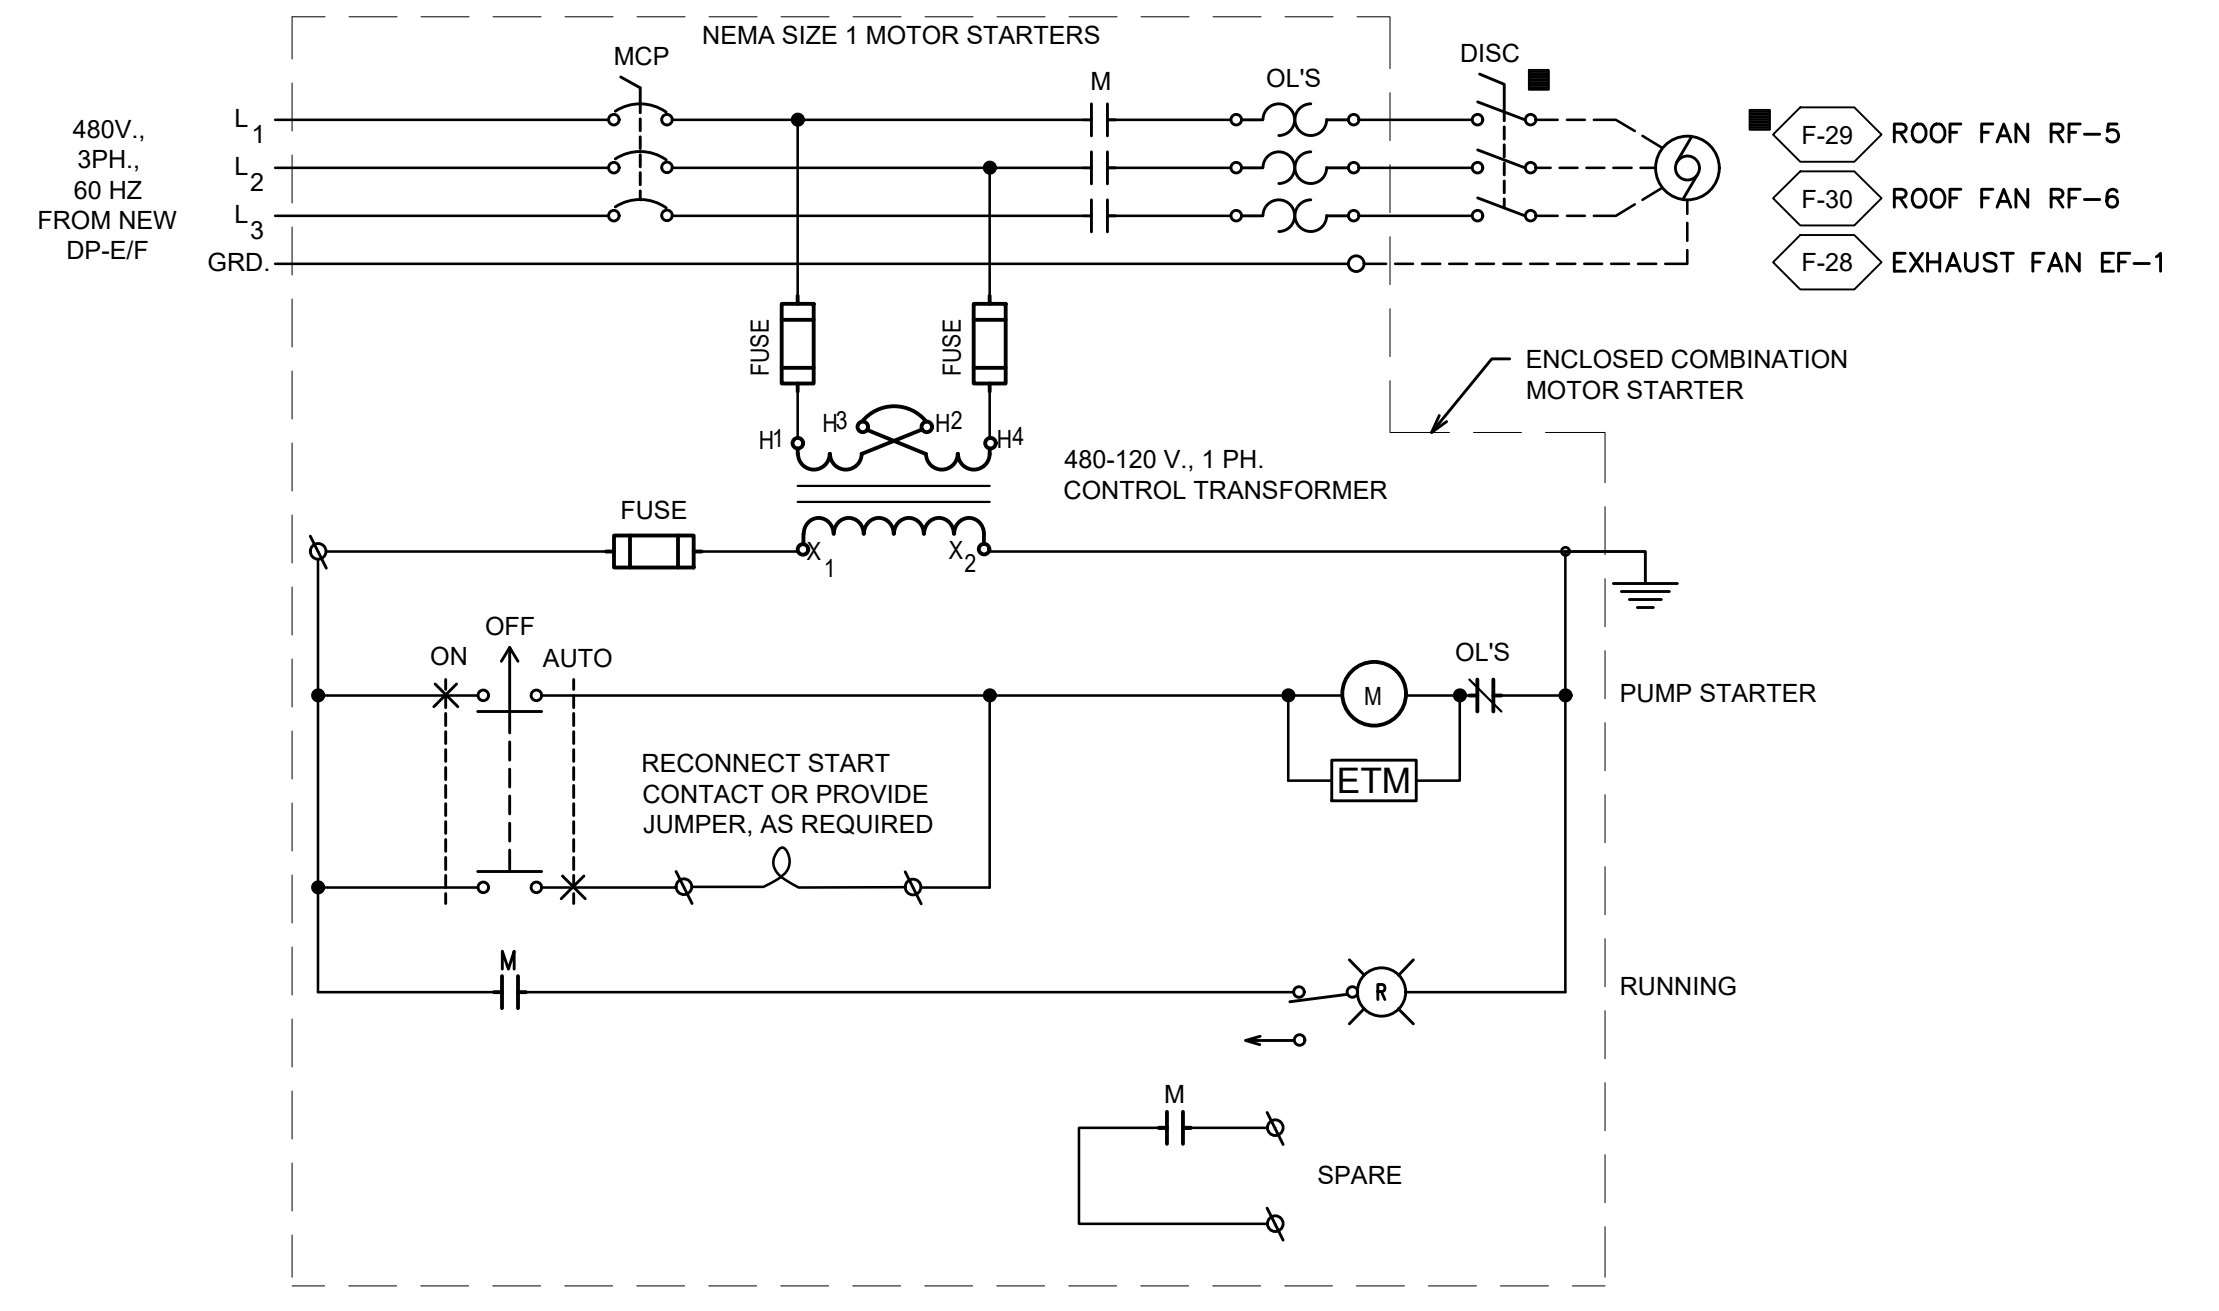 NEMA SIZE 1 MOTOR STARTERS
MCP
M
OL'S
DISC
480V.,
3PH.,
60 HZ
FROM NEW
DP-E/F
L1
L2
L3
GRD.
F-29 ROOF FAN RF-5
F-30 ROOF FAN RF-6
F-28 EXHAUST FAN EF-1
FUSE
FUSE
ENCLOSED COMBINATION
MOTOR STARTER
H1
H3
H2
H4
480-120 V., 1 PH.
CONTROL TRANSFORMER
FUSE
X1
X2
OFF
ON
AUTO
OL'S
M
PUMP STARTER
RECONNECT START
CONTACT OR PROVIDE
JUMPER, AS REQUIRED
ETM
M
R
RUNNING
M
SPARE